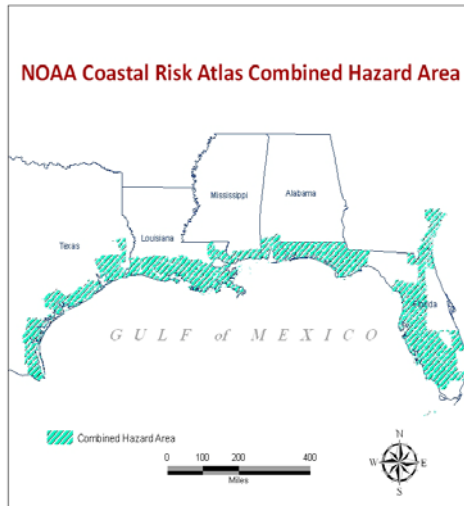 NOAA Coastal Risk Atlas Combined Hazard Area
Mississippi
Alabama
Louisiana
Texas
Florida
GULF of MEXICO
Combined Hazard Area
0 100 200 400
Miles
N
W E
S